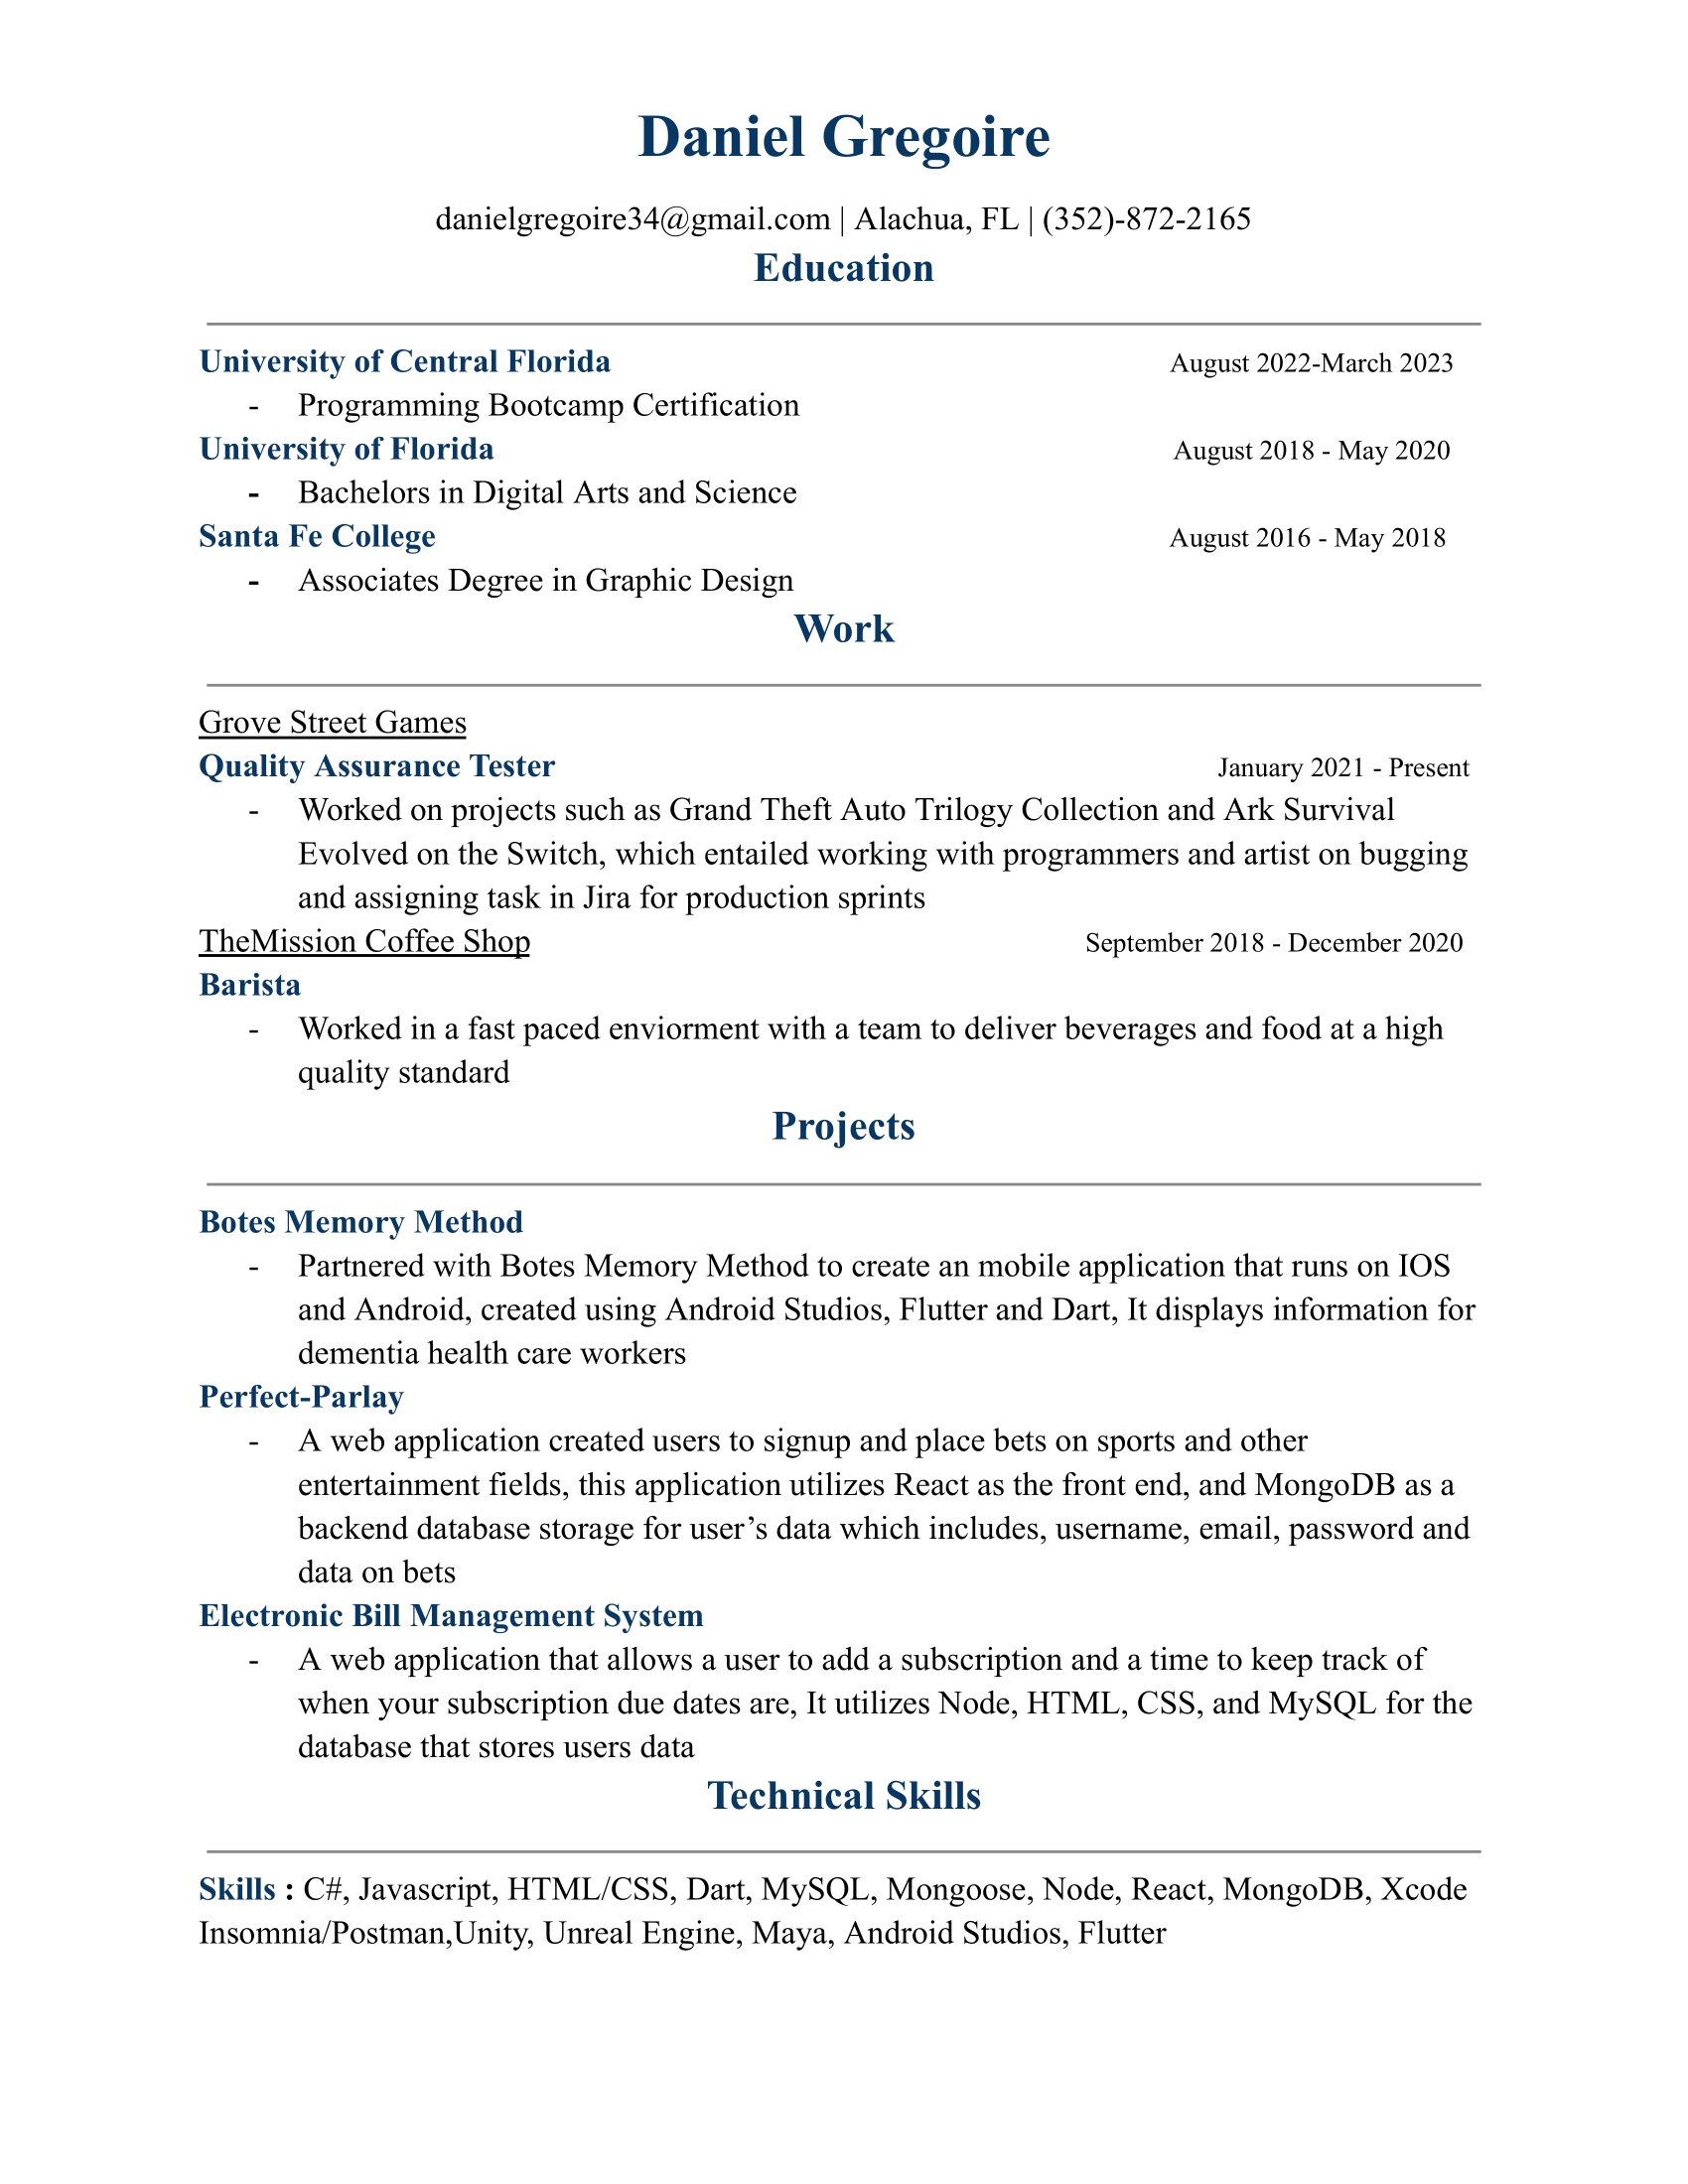 Daniel Gregoire
danielgregoire34@gmail.com | Alachua, FL | (352)-872-2165
Education
University of Central Florida August 2022-March 2023
- Programming Bootcamp Certification
University of Florida August 2018 - May 2020
- Bachelors in Digital Arts and Science
Santa Fe College August 2016 - May 2018
- Associates Degree in Graphic Design
Work
Grove Street Games
Quality Assurance Tester January 2021 - Present
- Worked on projects such as Grand Theft Auto Trilogy Collection and Ark Survival
Evolved on the Switch, which entailed working with programmers and artist on bugging
and assigning task in Jira for production sprints
TheMission Coffee Shop September 2018 - December 2020
Barista
- Worked in a fast paced enviorment with a team to deliver beverages and food at a high
quality standard
Projects
Botes Memory Method
- Partnered with Botes Memory Method to create an mobile application that runs on IOS
and Android, created using Android Studios, Flutter and Dart, It displays information for
dementia health care workers
Perfect-Parlay
- A web application created users to signup and place bets on sports and other
entertainment fields, this application utilizes React as the front end, and MongoDB as a
backend database storage for user’s data which includes, username, email, password and
data on bets
Electronic Bill Management System
- A web application that allows a user to add a subscription and a time to keep track of
when your subscription due dates are, It utilizes Node, HTML, CSS, and MySQL for the
database that stores users data
Technical Skills
Skills : C#, Javascript, HTML/CSS, Dart, MySQL, Mongoose, Node, React, MongoDB, Xcode
Insomnia/Postman,Unity, Unreal Engine, Maya, Android Studios, Flutter